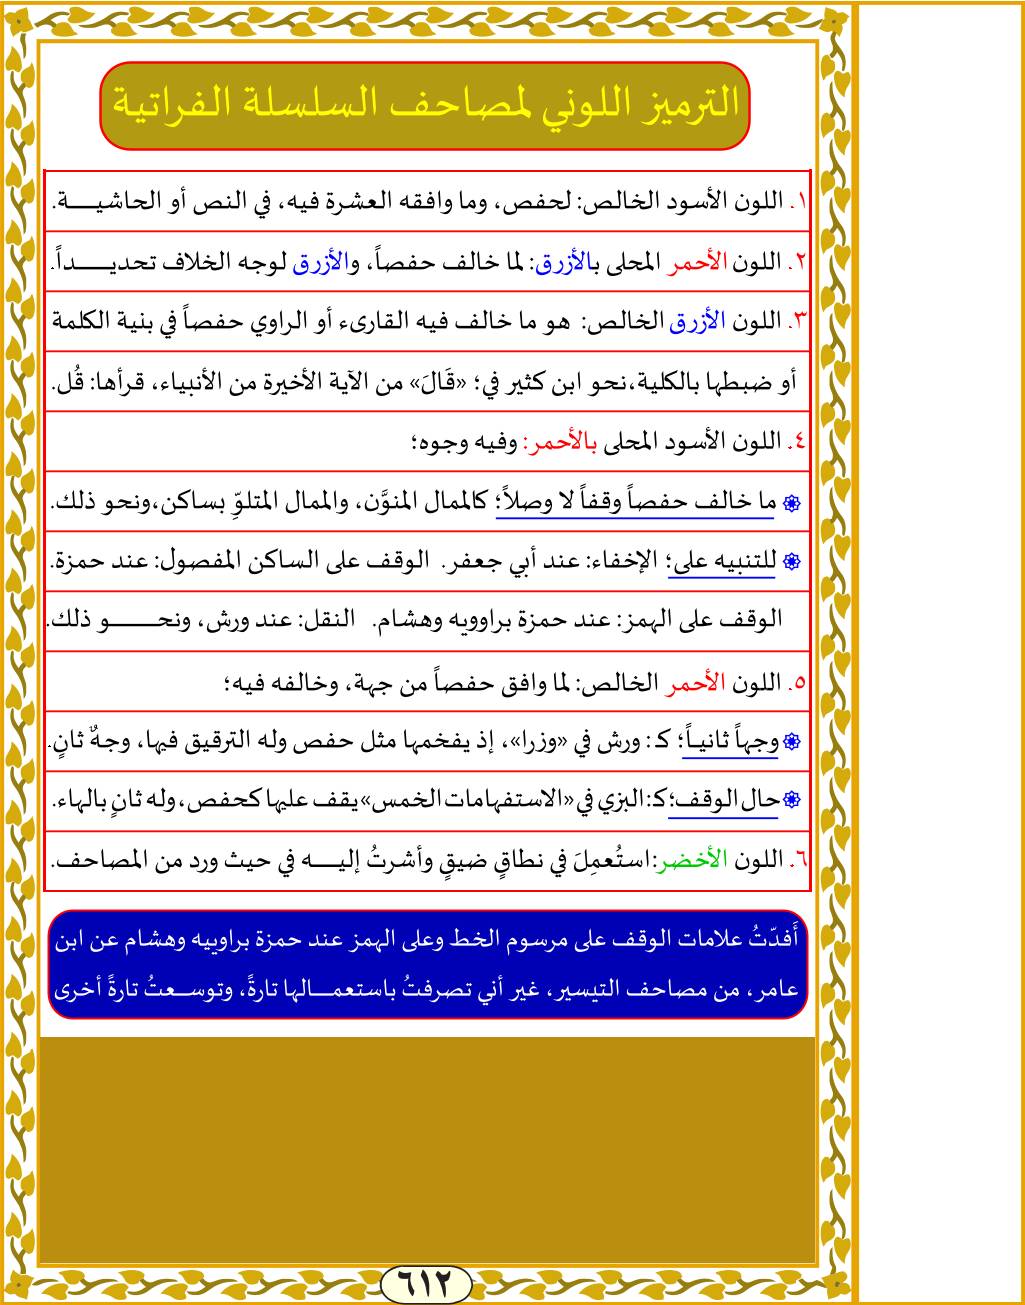 الترميز اللوني لمصاحف السلسلة الفراتية
١. اللون الأسود الخالص: لحفص، وما وافقه العشرة فيه، في النص أو الحاشيـــة.
٢. اللون الأحمر المحلى بالأزرق: لما خالف حفصاً، والأزرق لوجه الخلاف تحديـــداً.
٣. اللون الأزرق الخالص: هو ما خالف فيه القارىء أو الراوي حفصاً في بنية الكلمة
أو ضبطها بالكلية،نحو ابن كثير في؛ «قَالَ» من الآية الأخيرة من الأنبياء، قرأها: قُل.
٤. اللون الأسود المحلى بالأحمر: وفيه وجوه؛
۞ ما خالف حفصاً وقفاً لا وصلاً؛ كالممال المنوَّن، والممال المتلوِّ بساكن،ونحو ذلك.
۞ للتنبيه على؛ الإخفاء: عند أبي جعفر. الوقف على الساكن المفصول: عند حمزة.
الوقف على الهمز: عند حمزة براوويه وهشام. النقل: عند ورش، ونحـــو ذلك.
٥. اللون الأحمر الخالص: لما وافق حفصاً من جهة، وخالفه فيه؛
۞ وجهاً ثانيـاً؛ كـ: ورش في «وزرا»، إذ يفخمها مثل حفص وله الترقيق فيها، وجهٌ ثانٍ.
۞ حال الوقف؛ كـ: البزي في «الاستفهامات الخمس» يقف عليها كحفص، وله ثانٍ بالهاء.
٦. اللون الأخضر: استُعمِلَ في نطاقٍ ضيقٍ وأشرتُ إليـــه في حيث ورد من المصاحف.
أَفدّتُ علامات الوقف على مرسوم الخط وعلى الهمز عند حمزة براوييه وهشام عن ابن
عامر، من مصاحف التيسير، غير أني تصرفتُ باستعمـــالها تارةً، وتوســعتُ تارةً أخرى
٦١٢